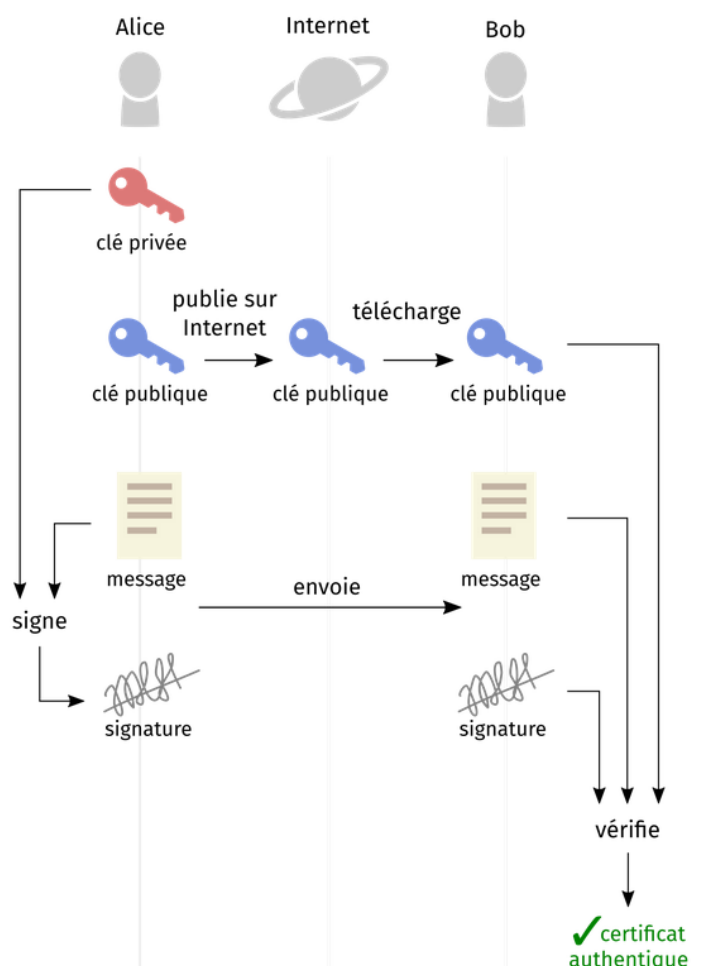 Alice
Internet
Bob
clé privée
publie sur
Internet
télécharge
clé publique
clé publique
clé publique
message
message
envoie
signe
signature
signature
vérifie
✓ certificat
authentique